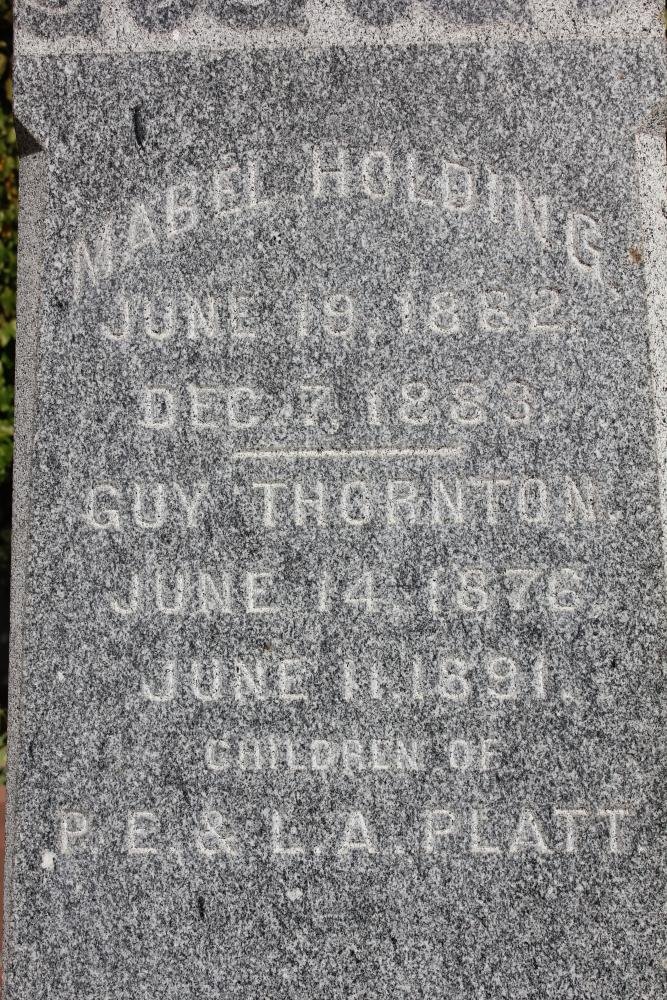 MABEL HOLDING,
JUNE 19, 1882.
DEC. 7, 1883.
GUY THORNTON.
JUNE 14, 1876.
JUNE 11, 1891.
CHILDREN OF
P. E. & L. A. PLATT.